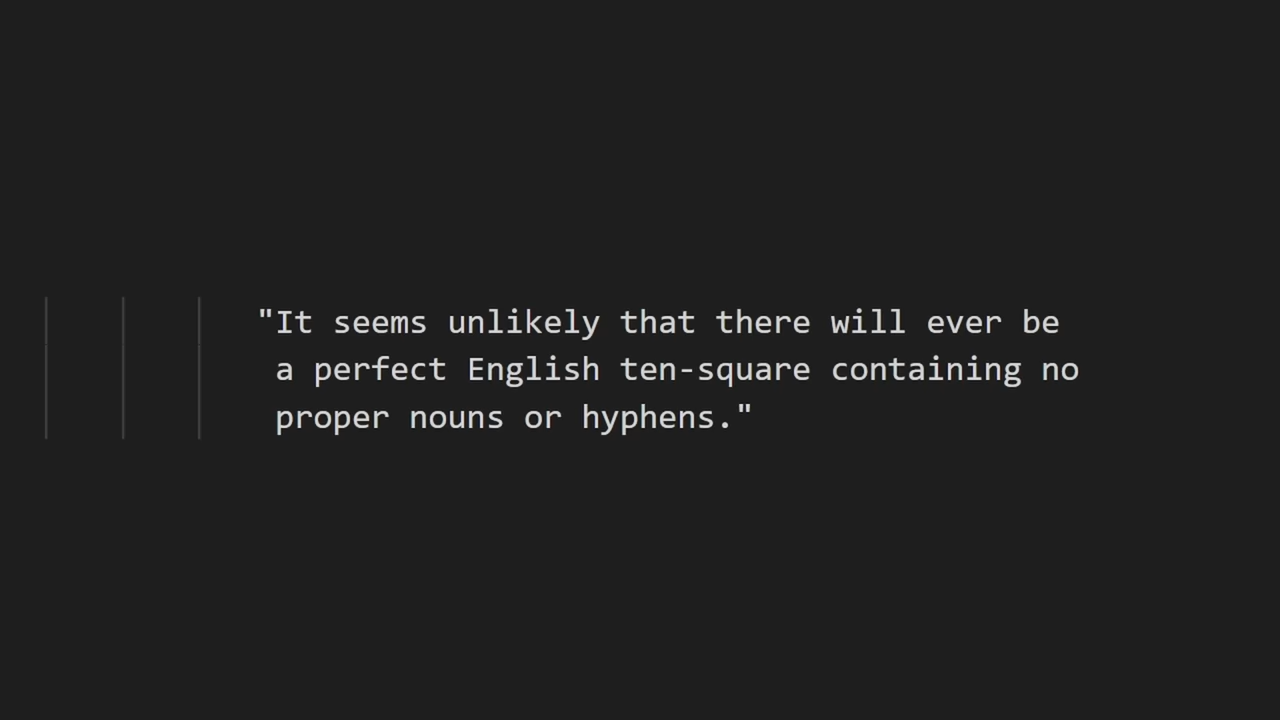 "It seems unlikely that there will ever be
a perfect English ten-square containing no
proper nouns or hyphens."